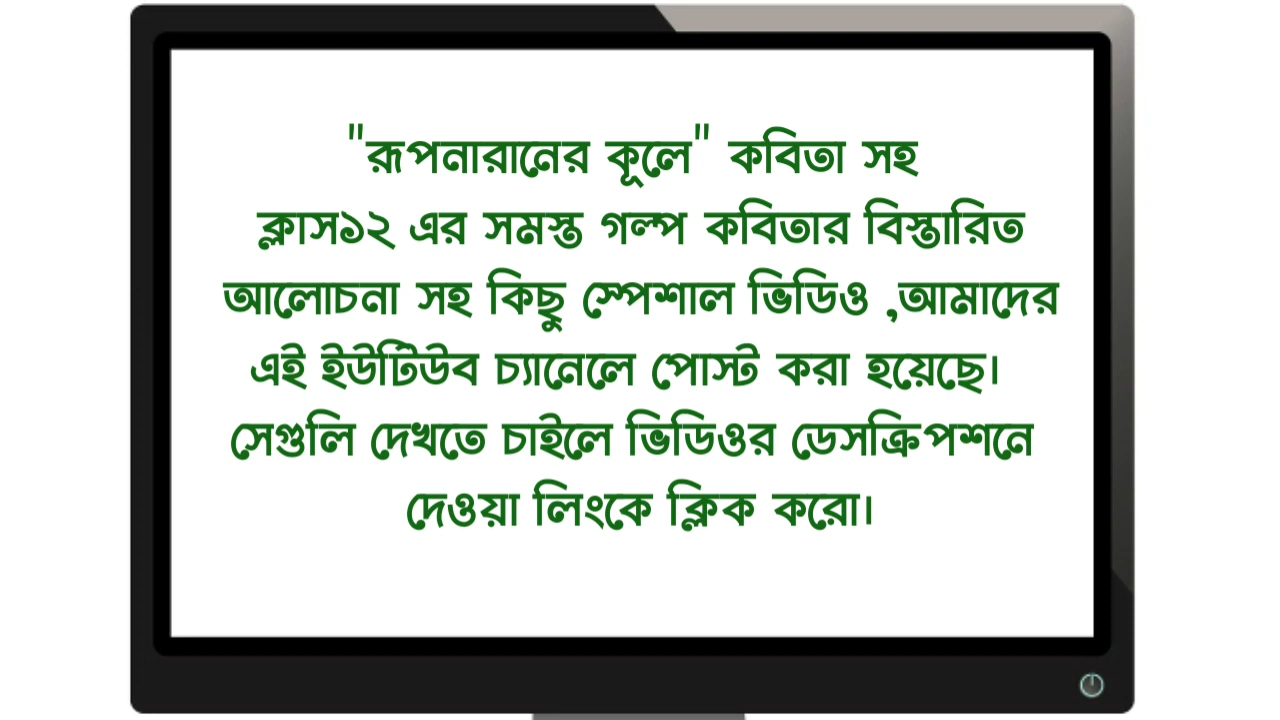 "রূপনারানের কূলে" কবিতা সহ
ক্লাস১২ এর সমস্ত গল্প কবিতার বিস্তারিত
আলোচনা সহ কিছু স্পেশাল ভিডিও ,আমাদের
এই ইউটিউব চ্যানেলে পোস্ট করা হয়েছে।
সেগুলি দেখতে চাইলে ভিডিওর ডেসক্রিপশনে
দেওয়া লিংকে ক্লিক করো।